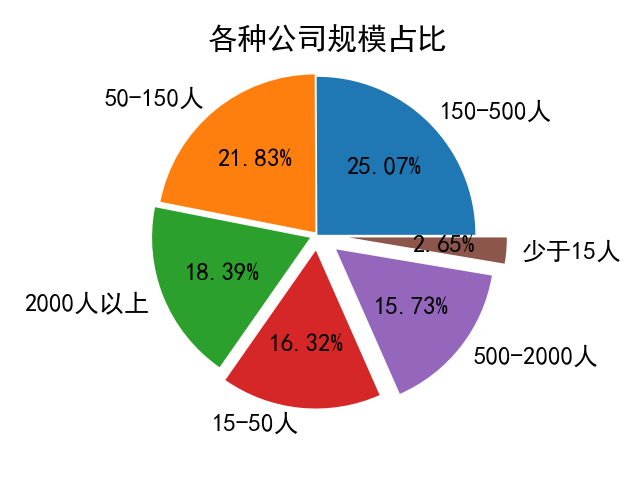 各种公司规模占比
50-150人
150-500人
21.83%
25.07%
2.65%
少于15人
18.39%
2000人以上
15.73%
16.32%
500-2000人
15-50人